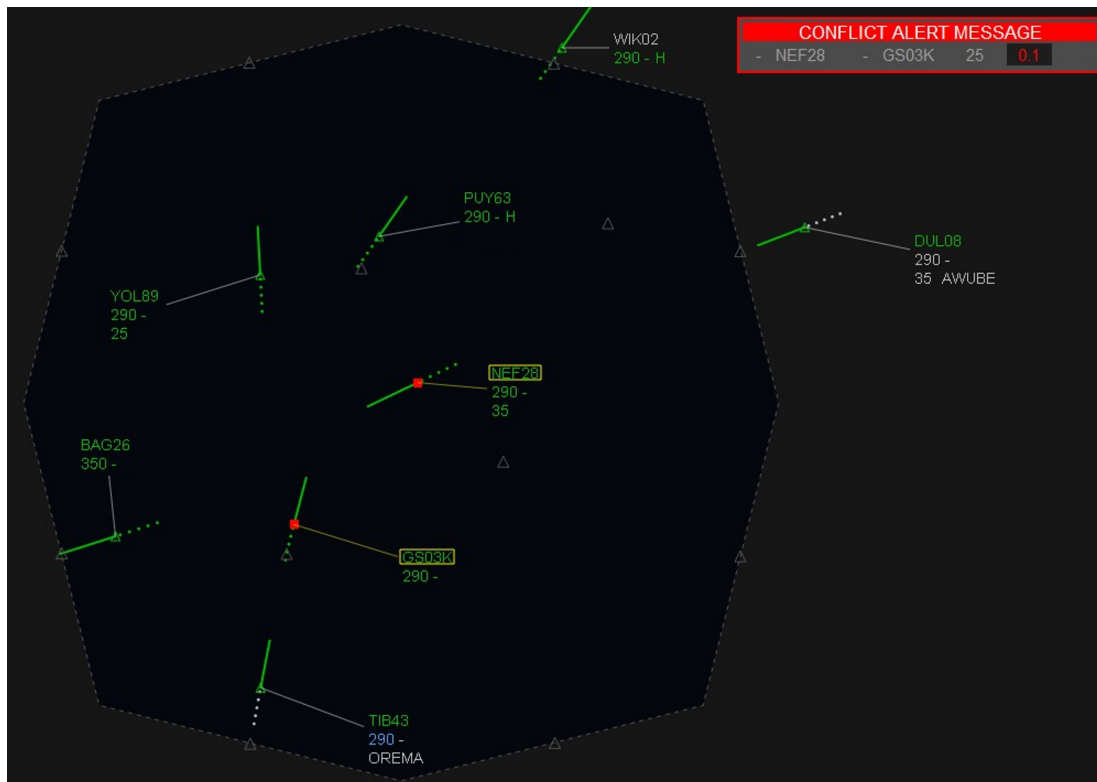 WIK02
290 - H
CONFLICT ALERT MESSAGE
- NEF28 - GS03K 25 0.1
PUY63
290 - H
DUL08
290 -
35 AWUBE
YOL89
290 -
25
NEF28
290 -
35
BAG26
350 -
GS03K
290 -
TIB43
290 -
OREMA